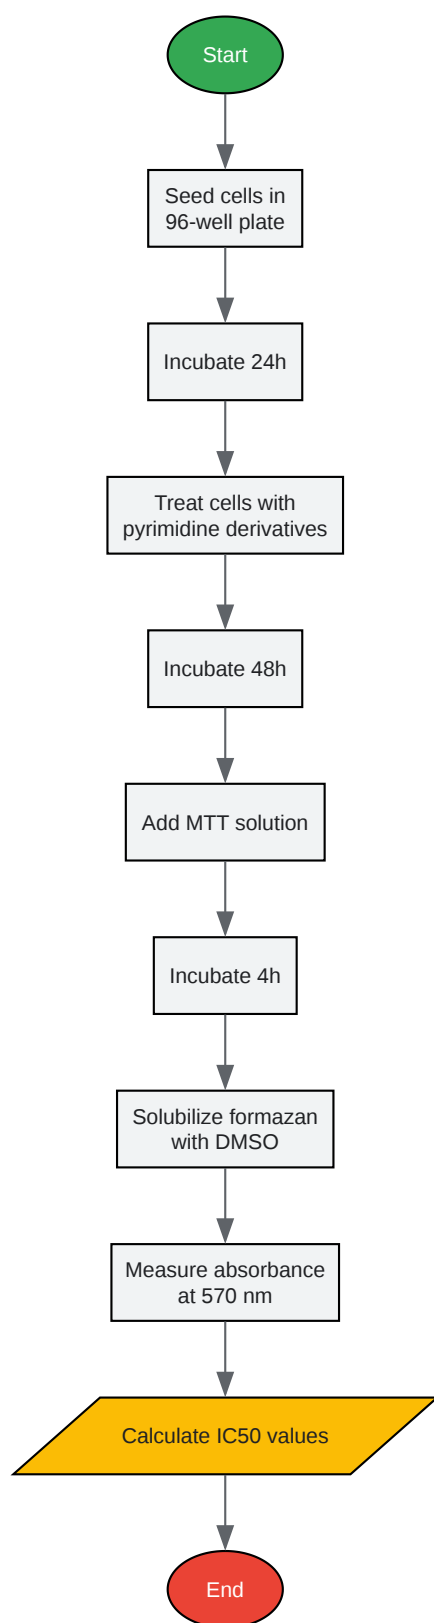 Start
Seed cells in
96-well plate
Incubate 24h
Treat cells with
pyrimidine derivatives
Incubate 48h
Add MTT solution
Incubate 4h
Solubilize formazan
with DMSO
Measure absorbance
at 570 nm
Calculate IC50 values
End